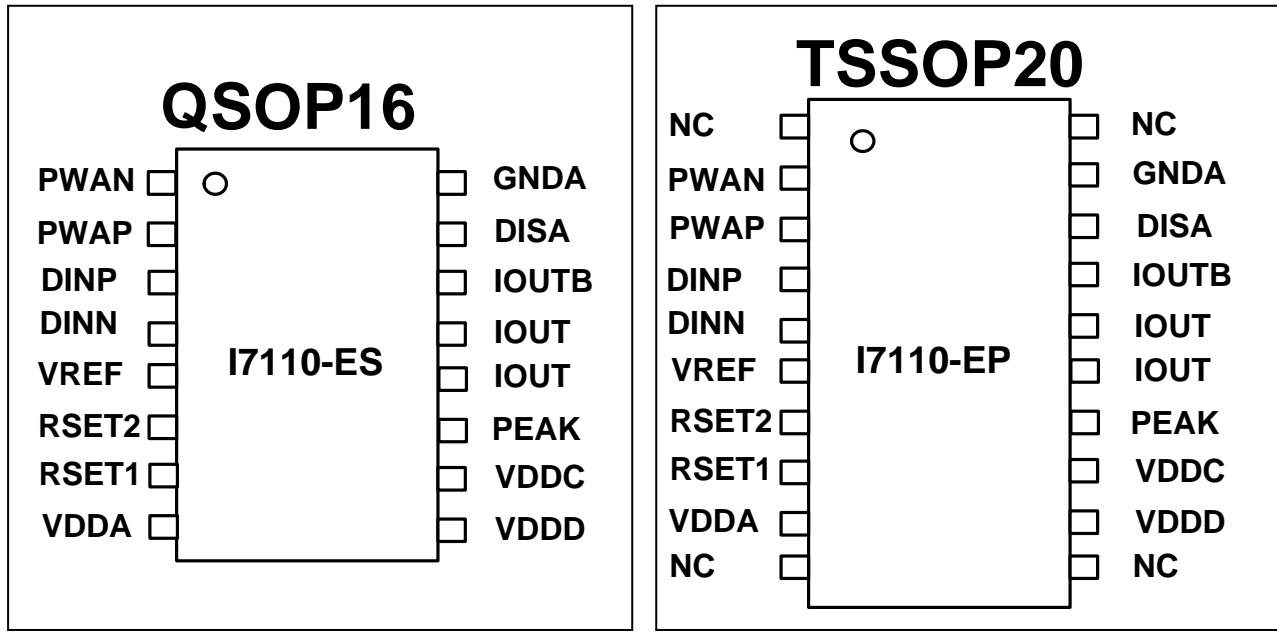 QSOP16
PWAN
PWAP
DINP
DINN
VREF
RSET2
RSET1
VDDA
I7110-ES
GNDA
DISA
IOUTB
IOUT
IOUT
PEAK
VDDC
VDDD
TSSOP20
NC
PWAN
PWAP
DINP
DINN
VREF
RSET2
RSET1
VDDA
NC
I7110-EP
NC
GNDA
DISA
IOUTB
IOUT
IOUT
PEAK
VDDC
VDDD
NC